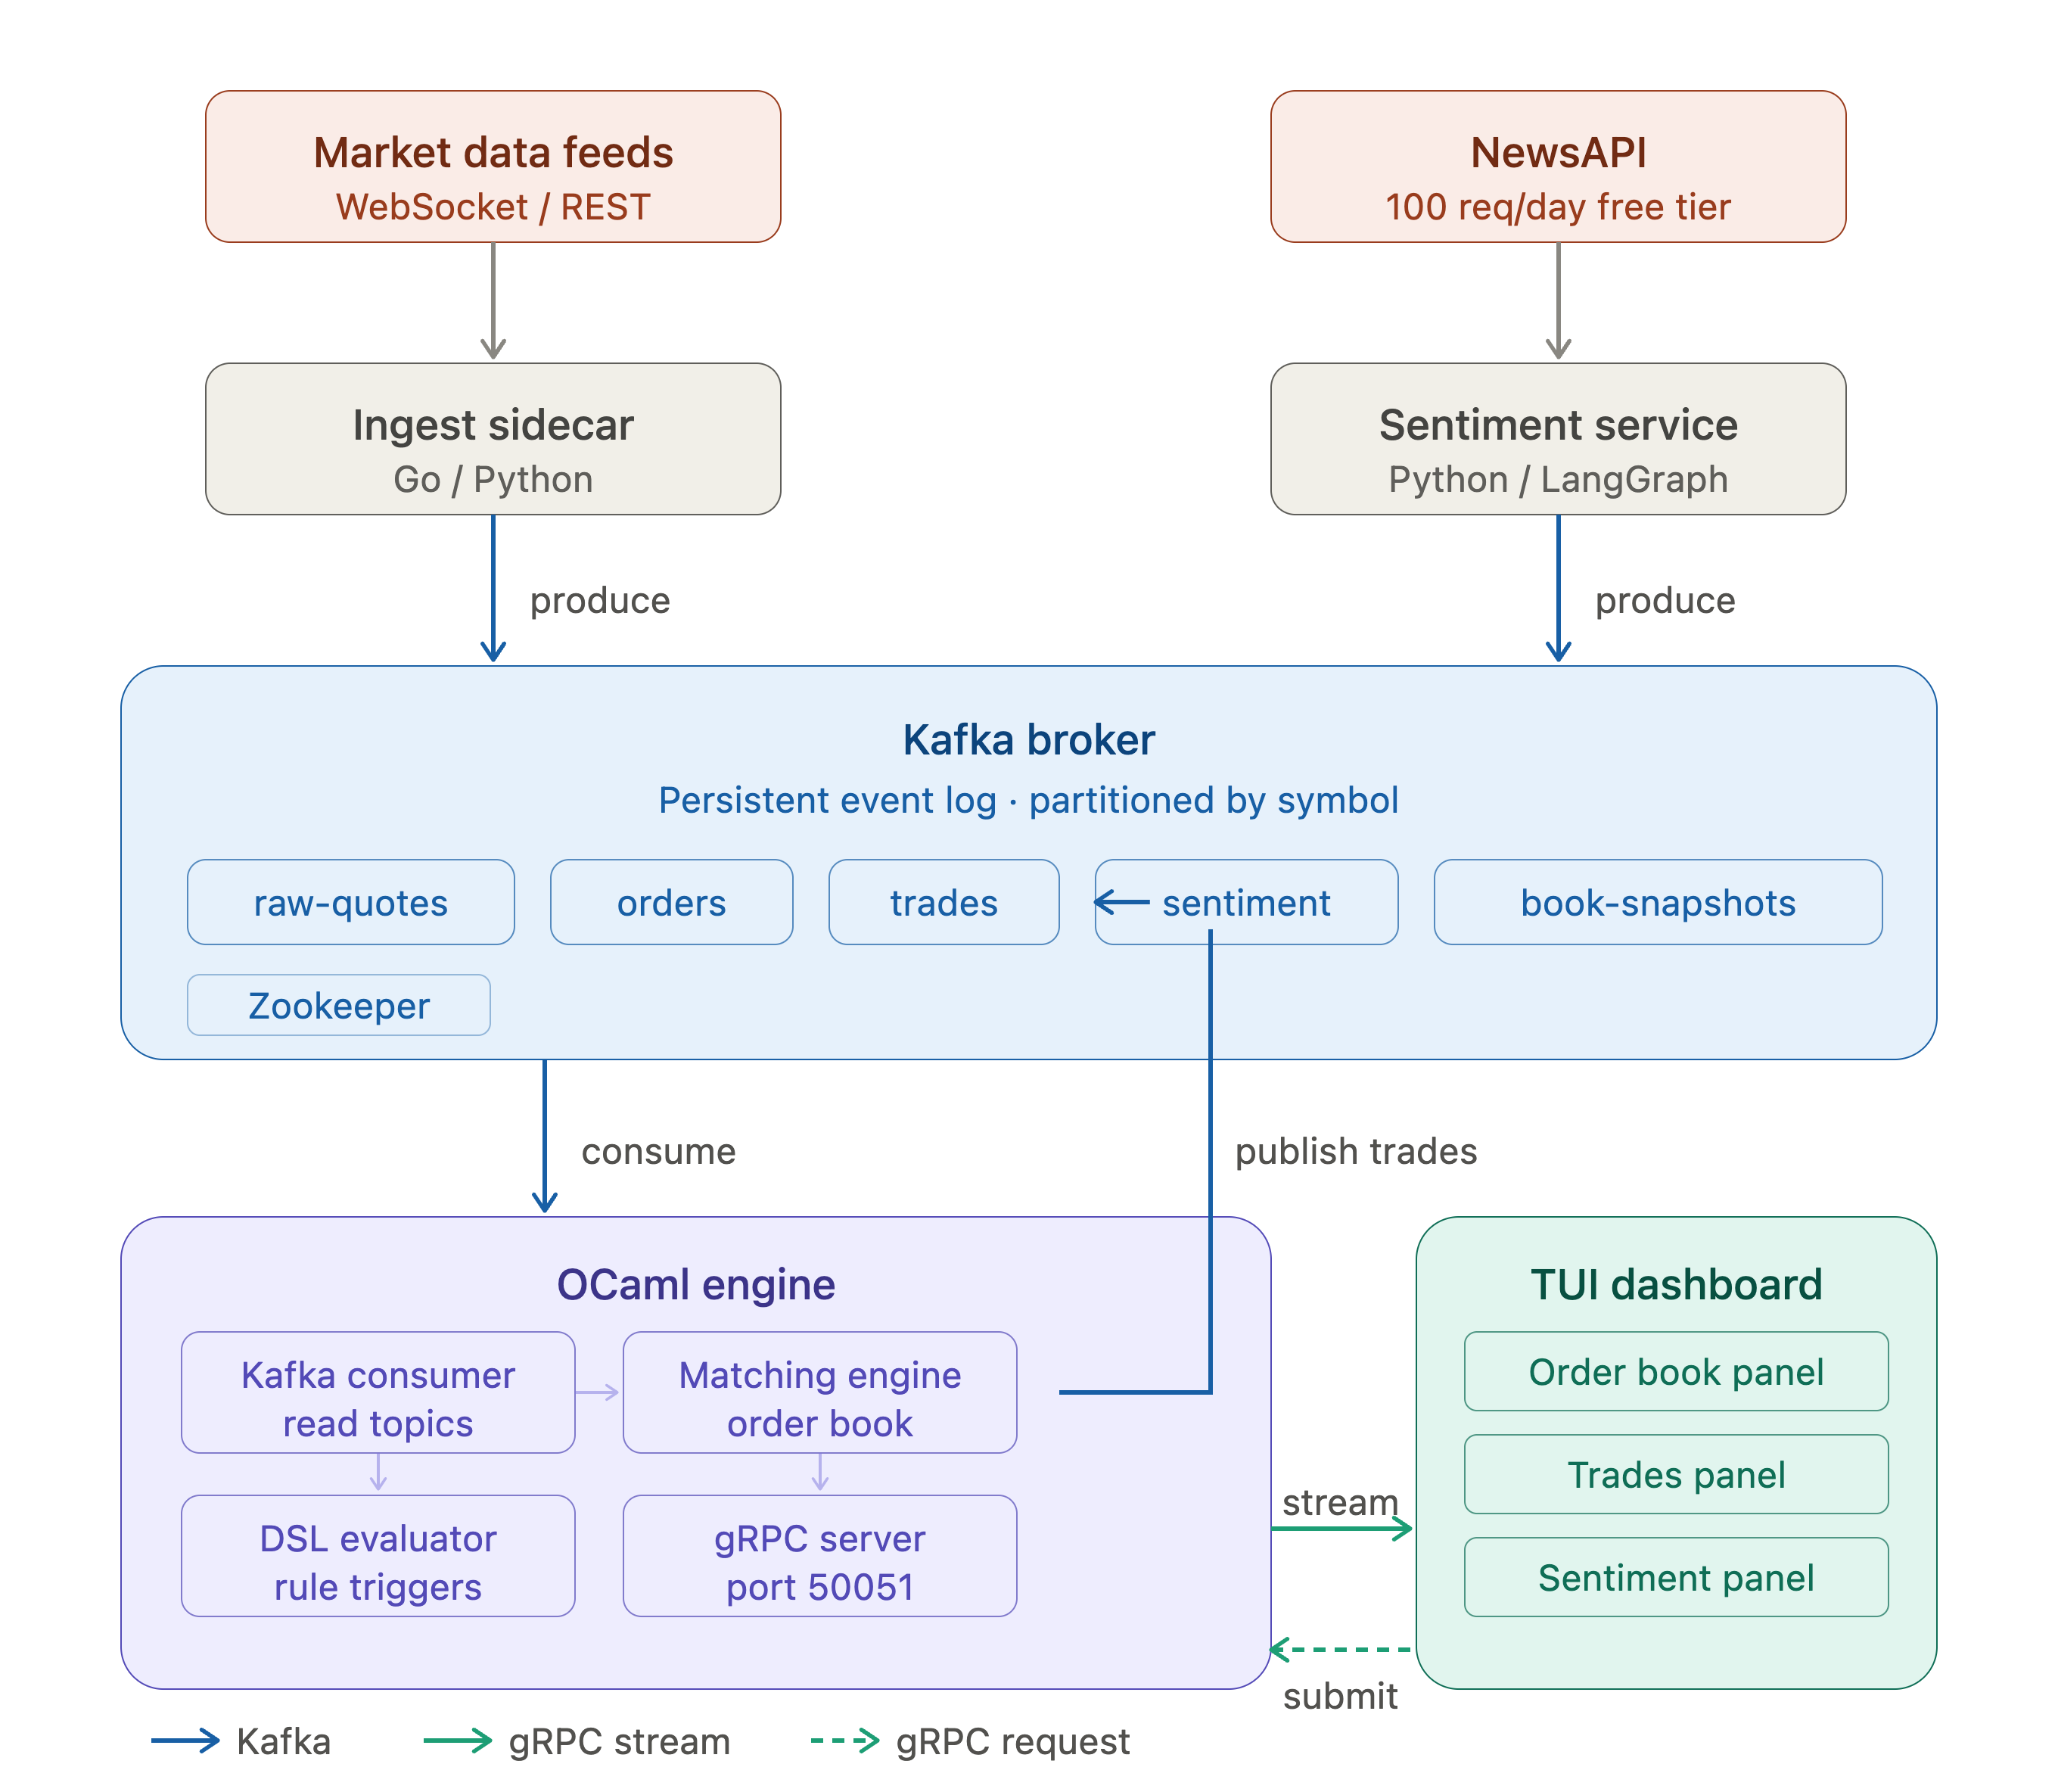 Market data feeds
WebSocket / REST
NewsAPI
100 req/day free tier
Ingest sidecar
Go / Python
Sentiment service
Python / LangGraph
produce
produce
Kafka broker
Persistent event log · partitioned by symbol
raw-quotes
orders
trades
sentiment
book-snapshots
Zookeeper
consume
publish trades
OCaml engine
Kafka consumer
read topics
Matching engine
order book
DSL evaluator
rule triggers
gRPC server
port 50051
stream
submit
TUI dashboard
Order book panel
Trades panel
Sentiment panel
Kafka
gRPC stream
gRPC request